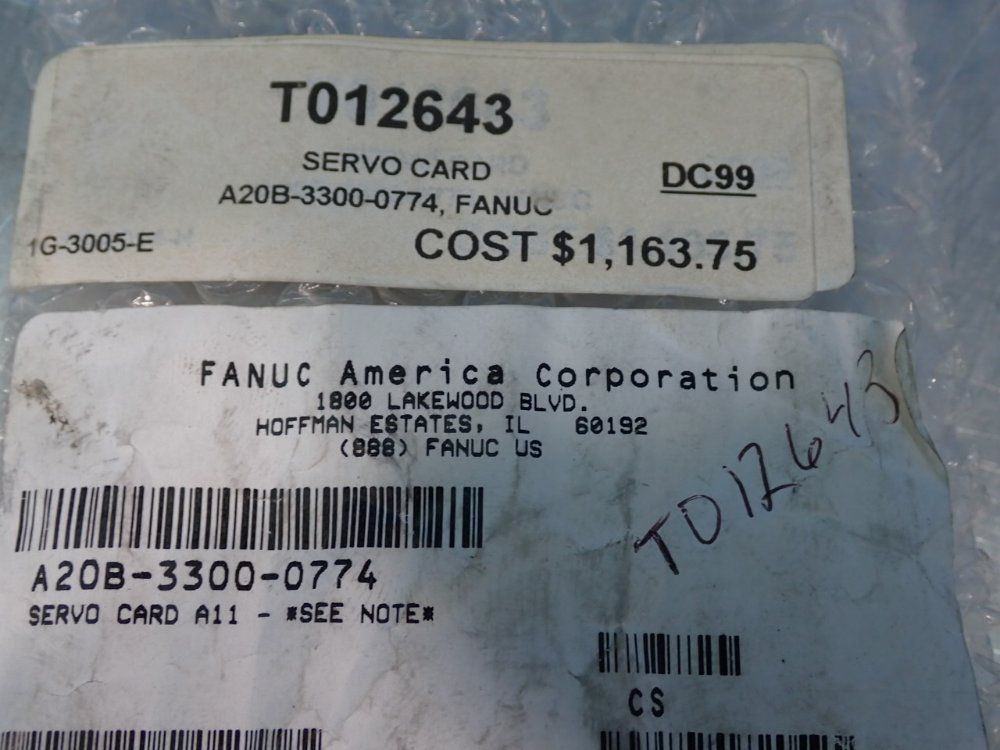 T012643
SERVO CARD
DC99
A20B-3300-0774, FANUC
1G-3005-E
COST $1,163.75
FANUC America Corporation
1800 LAKEWOOD BLVD.
HOFFMAN ESTATES, IL 60192
(888) FANUC US
T012643
A20B-3300-0774
SERVO CARD A11 - *SEE NOTE*
CS